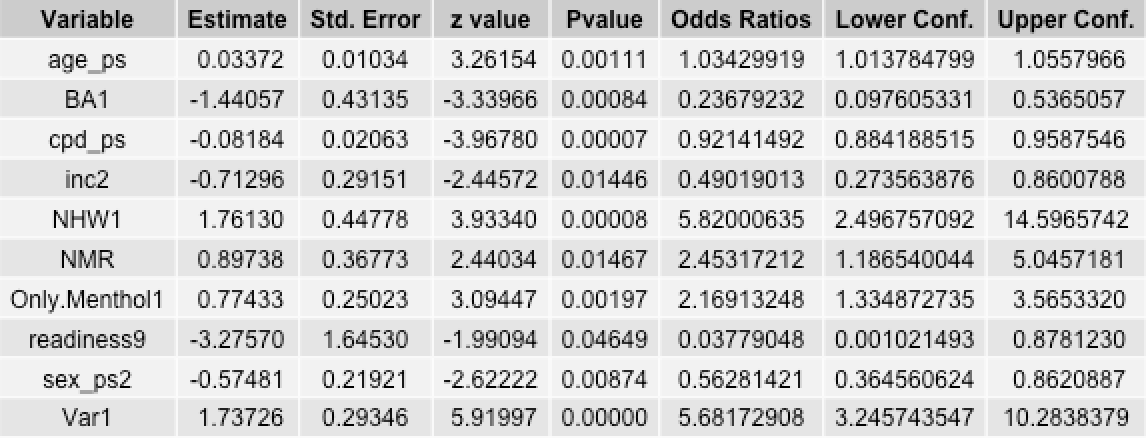 Variable Estimate Std. Error z value Pvalue Odds Ratios Lower Conf. Upper Conf.
age_ps 0.03372 0.01034 3.26154 0.00111 1.03429919 1.013784799 1.0557966
BA1 -1.44057 0.43135 -3.33966 0.00084 0.23679232 0.097605331 0.5365057
cpd_ps -0.08184 0.02063 -3.96780 0.00007 0.92141492 0.884188515 0.9587546
inc2 -0.71296 0.29151 -2.44572 0.01446 0.49019013 0.273563876 0.8600788
NHW1 1.76130 0.44778 3.93340 0.00008 5.82000635 2.496757092 14.5965742
NMR 0.89738 0.36773 2.44034 0.01467 2.45317212 1.186540044 5.0457181
Only.Menthol1 0.77433 0.25023 3.09447 0.00197 2.16913248 1.334872735 3.5653320
readiness9 -3.27570 1.64530 -1.99094 0.04649 0.03779048 0.001021493 0.8781230
sex_ps2 -0.57481 0.21921 -2.62222 0.00874 0.56281421 0.364560624 0.8620887
Var1 1.73726 0.29346 5.91997 0.00000 5.68172908 3.245743547 10.2838379